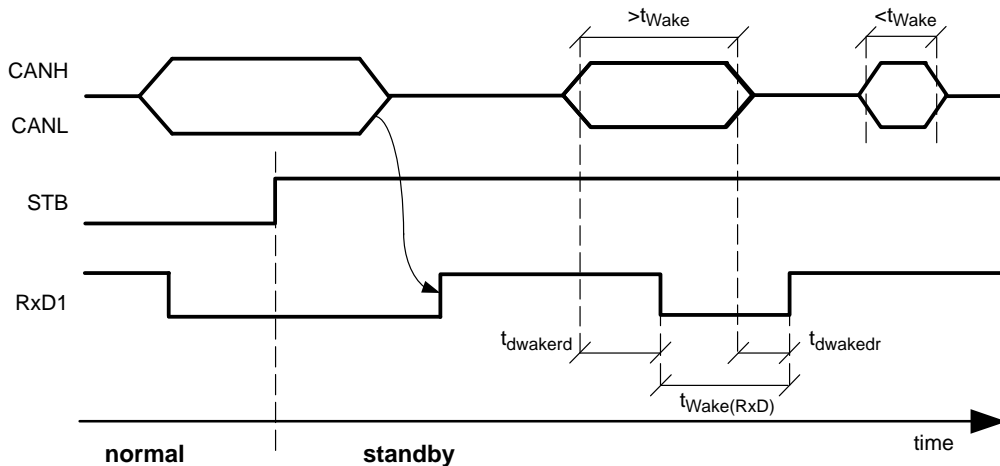 >tWake
<tWake
CANH
CANL
STB
RxD1
tdwakerd
tdwakedr
tWake(RxD)
time
normal
standby